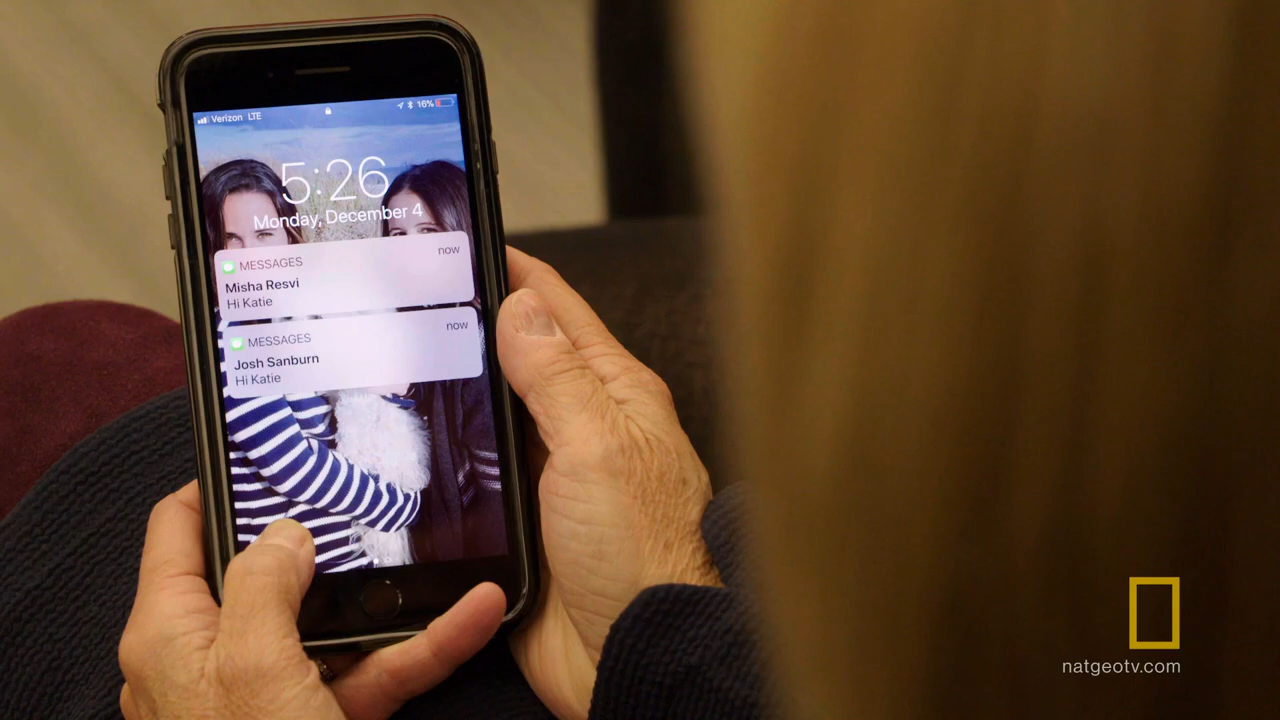 Verizon LTE
16%
5:26
Monday, December 4
MESSAGES
now
Misha Resvi
Hi Katie
MESSAGES
now
Josh Sanburn
Hi Katie
natgeotv.com